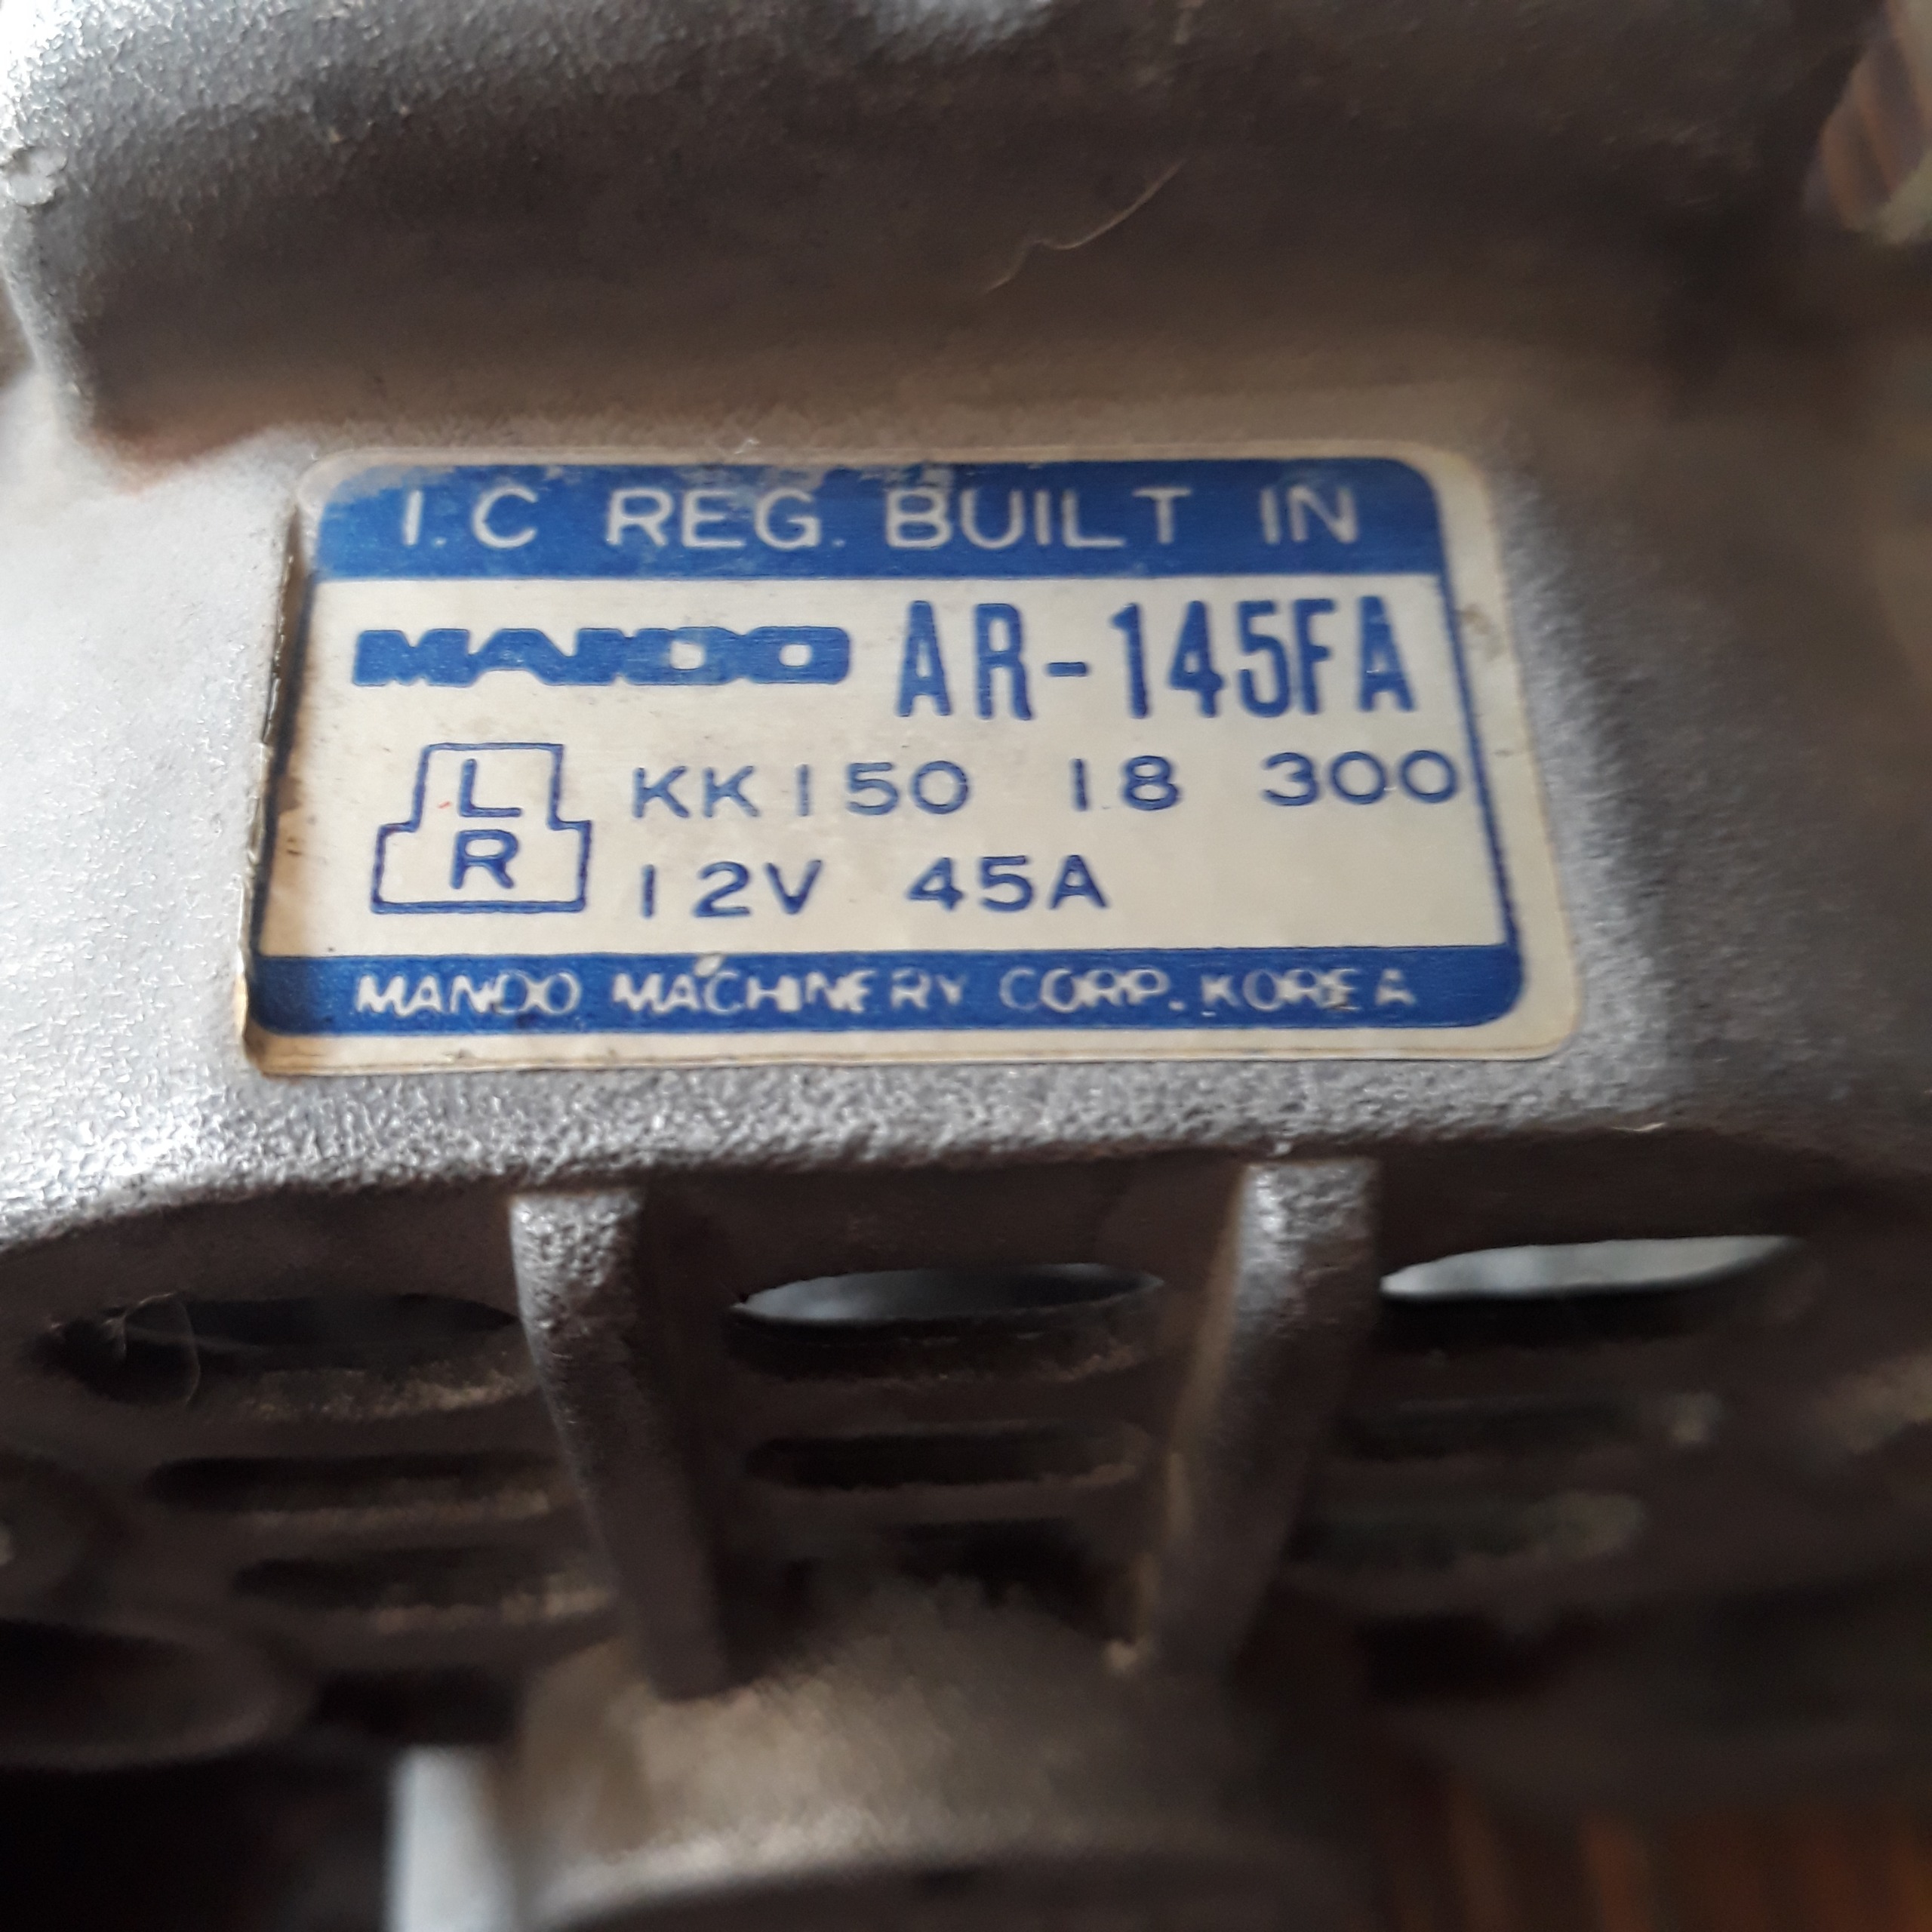 I.C REG. BUILT IN
MANDO AR-145FA
L KK150 18 300
R 12V 45A
MANDO MACHINERY CORP. KOREA